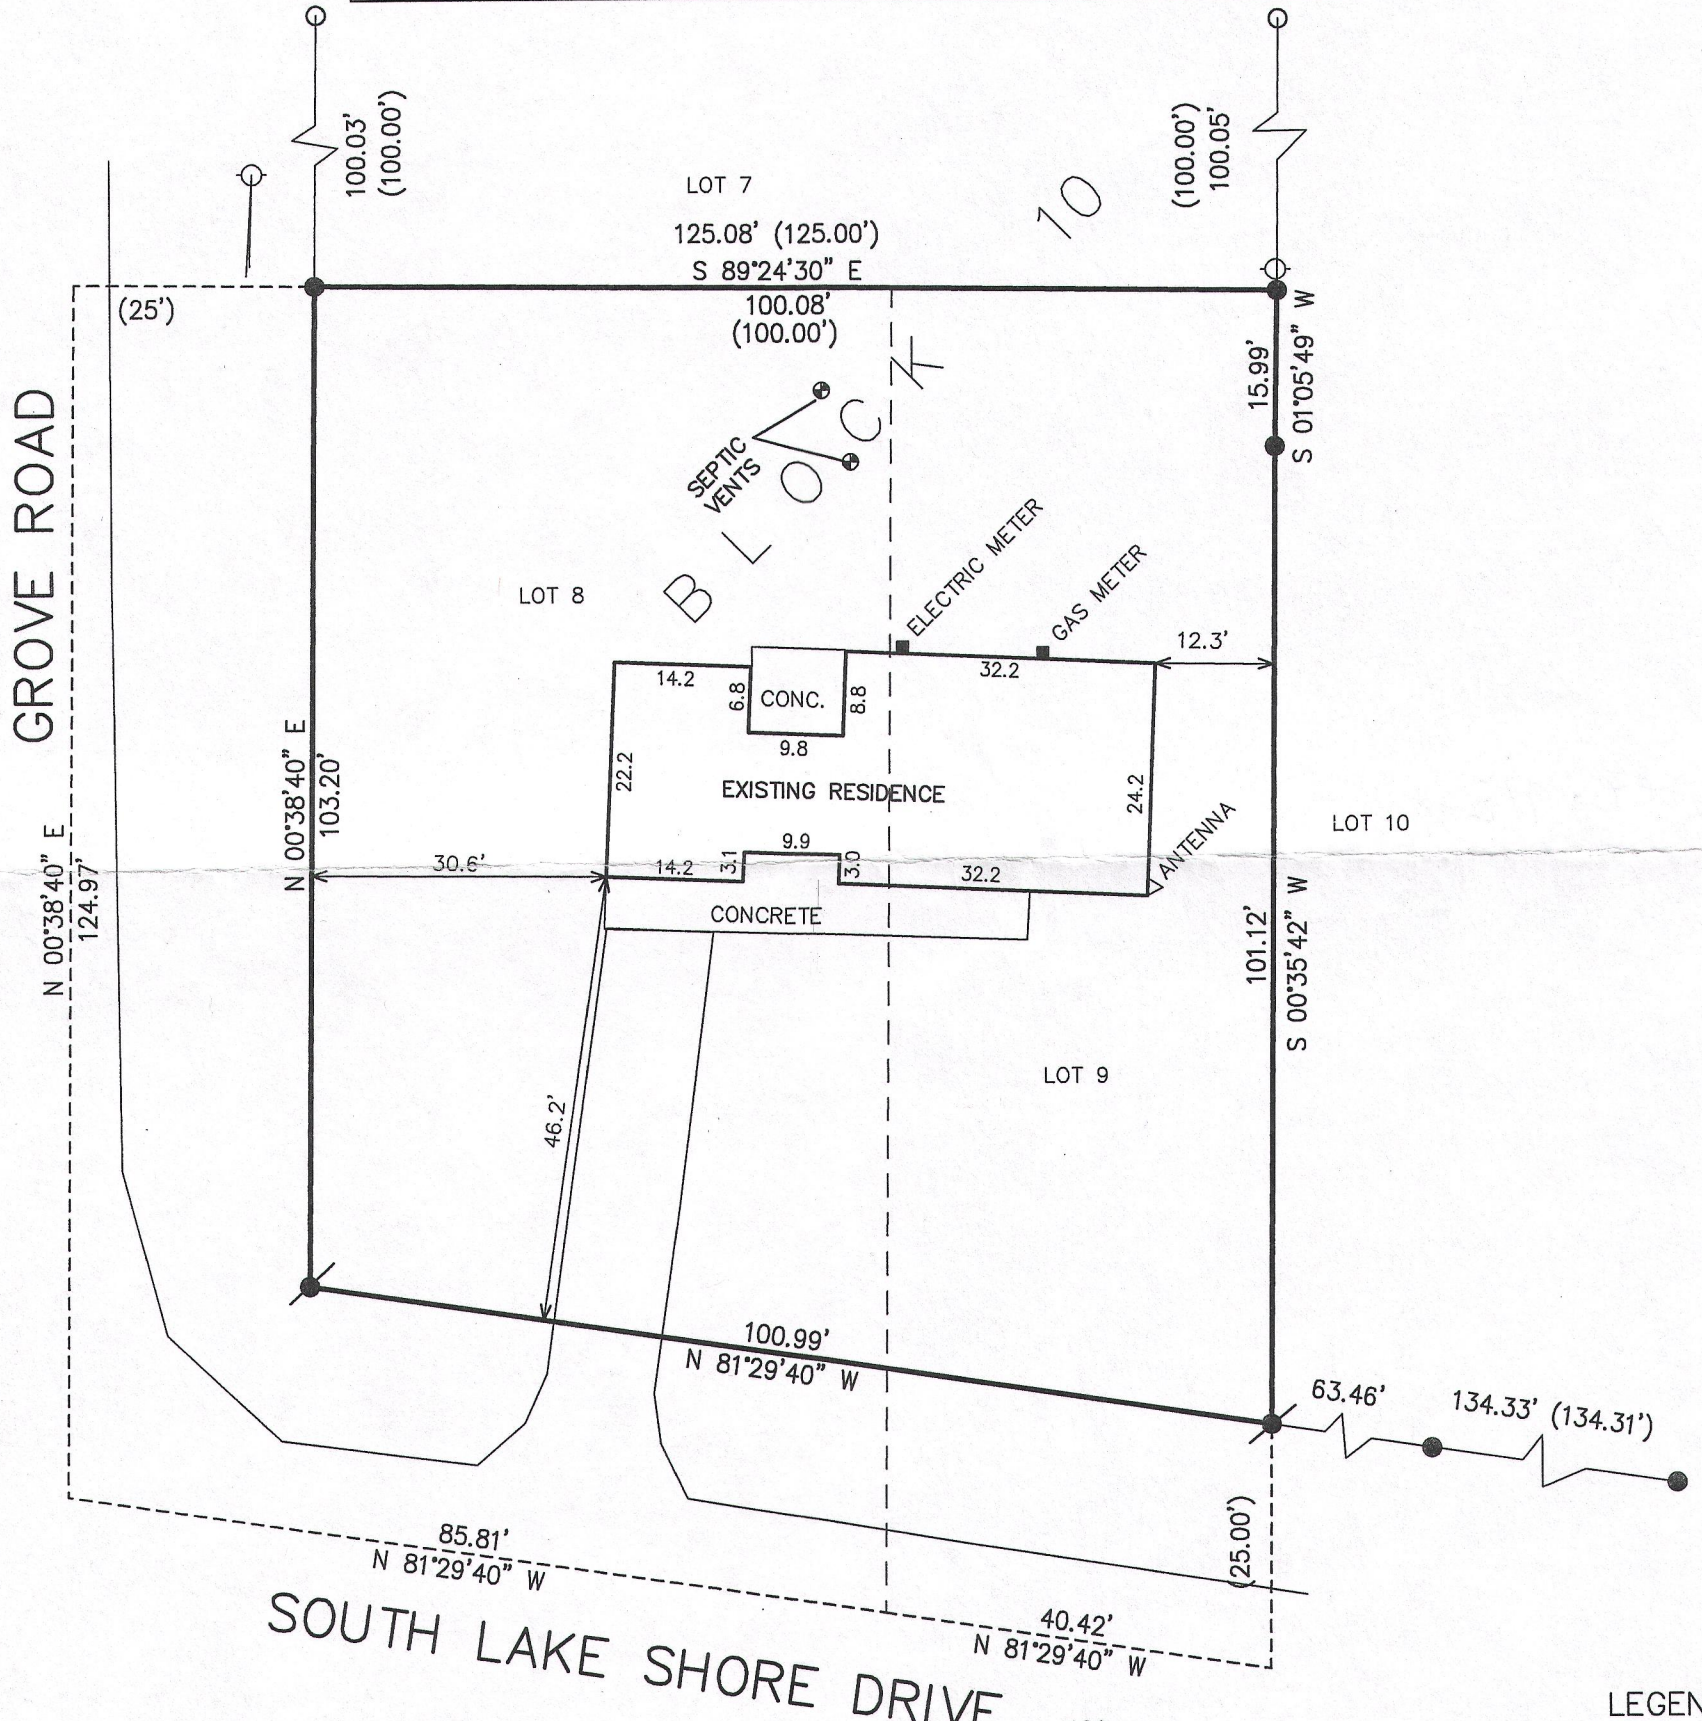 100.03'
(100.00')
(100.00')
100.05'
LOT 7
10
125.08' (125.00')
S 89°24'30" E
100.08'
(100.00')
(25')
15.99'
S 01°05'49" W
BLOCK
SEPTIC
VENTS
GROVE ROAD
ELECTRIC METER
GAS METER
LOT 8
12.3'
14.2
6.8
CONC.
8.8
32.2
9.8
22.2
EXISTING RESIDENCE
24.2
N 00°38'40" E
103.20'
N 00°38'40" E
124.97'
30.6'
14.2
3.1
9.9
3.0
32.2
ANTENNA
LOT 10
CONCRETE
101.12'
S 00°35'42" W
46.2'
LOT 9
100.99'
N 81°29'40" W
63.46'
134.33' (134.31')
(25.00')
85.81'
N 81°29'40" W
40.42'
N 81°29'40" W
SOUTH LAKE SHORE DRIVE
LEGEN